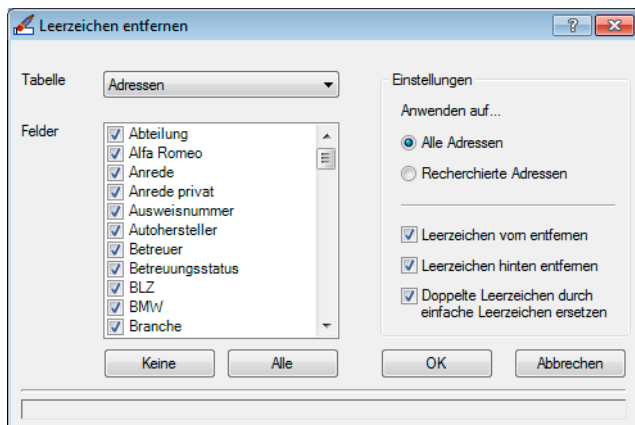 Leerzeichen entfernen
Tabelle
Adressen
Felder
Abteilung
Alfa Romeo
Anrede
Anrede privat
Ausweisnummer
Autohersteller
Betreuer
Betreuungsstatus
BLZ
BMW
Branche
Keine
Alle
Einstellungen
Anwenden auf...
Alle Adressen
Recherchierte Adressen
Leerzeichen vorn entfernen
Leerzeichen hinten entfernen
Doppelte Leerzeichen durch
einfache Leerzeichen ersetzen
OK
Abbrechen